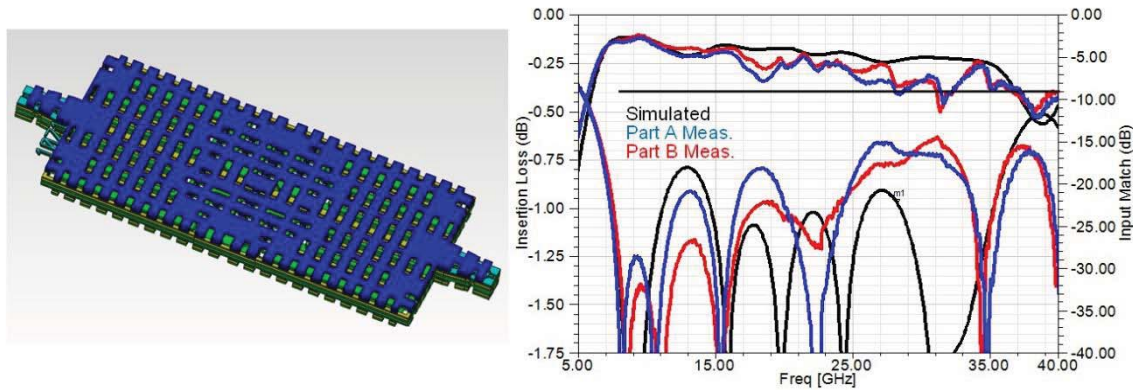 0.00
-0.25
-0.50
-0.75
-1.00
-1.25
-1.50
-1.75
Insertion Loss (dB)
Simulated
Part A Meas.
Part B Meas.
m1
0.00
-5.00
-10.00
-15.00
-20.00
-25.00
-30.00
-35.00
-40.00
Input Match (dB)
5.00 15.00 25.00 35.00 40.00
Freq [GHz]